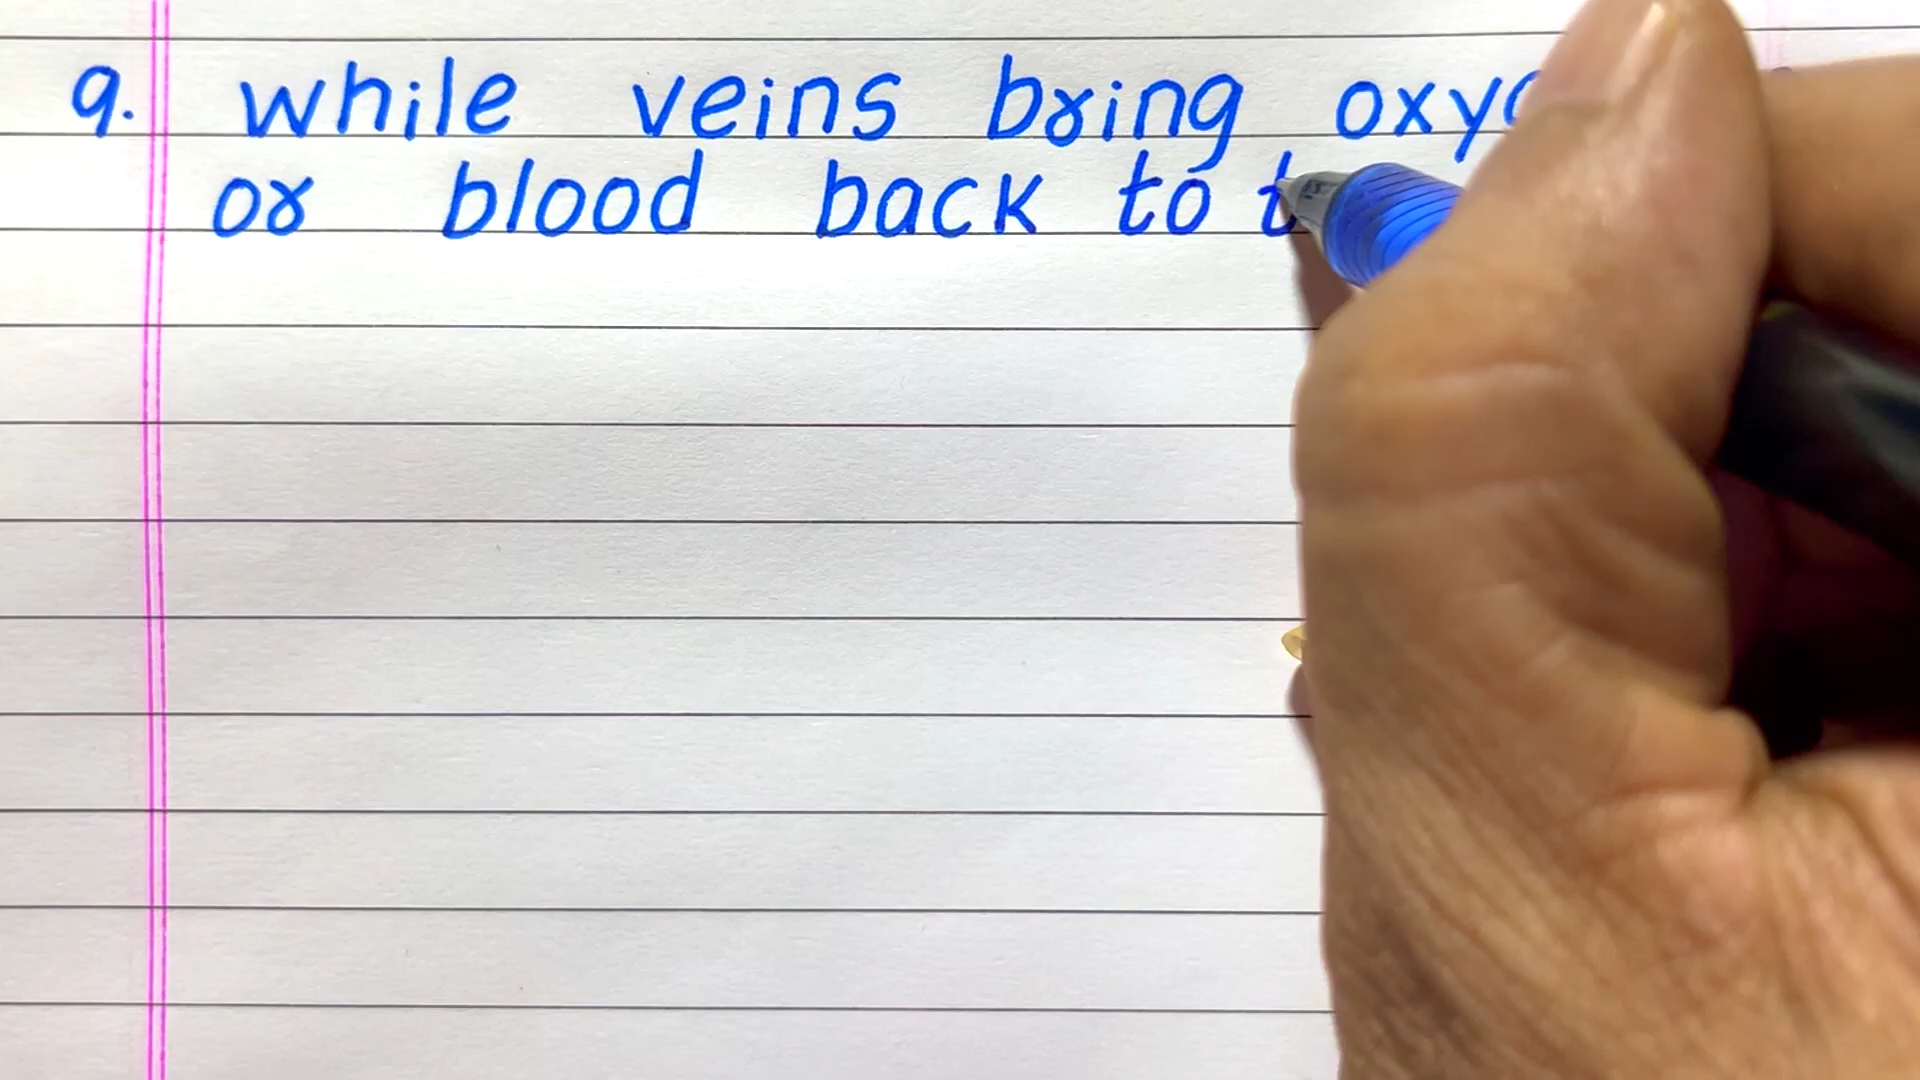 9. while veins bring
or blood back to